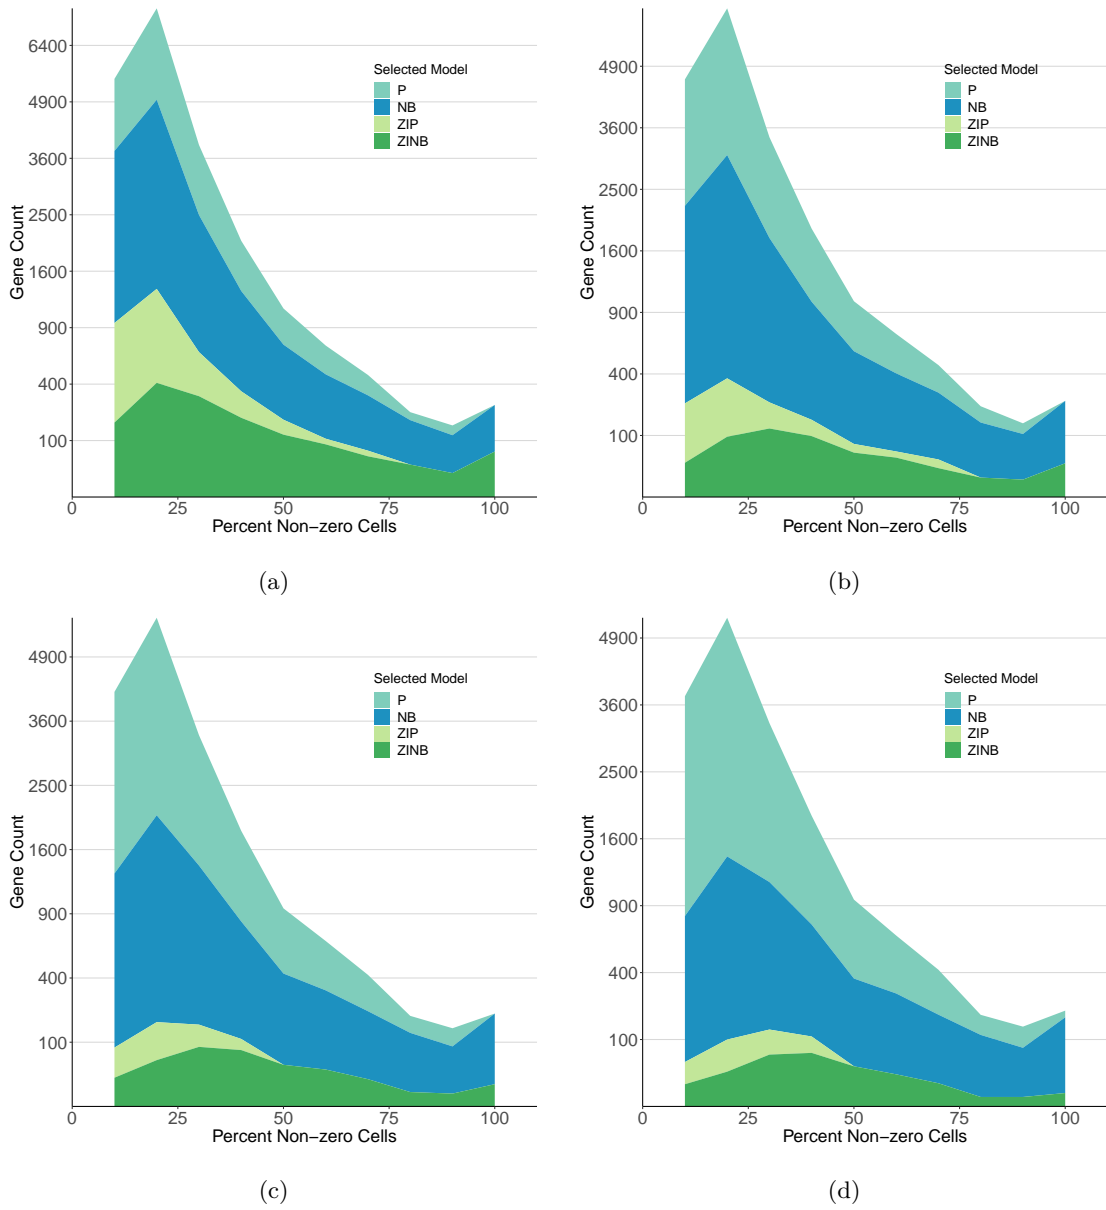 6400
4900
3600
2500
1600
900
400
100
Gene Count
0
25
50
75
100
Percent Non−zero Cells
Selected Model
P
NB
ZIP
ZINB
(a)
4900
3600
2500
1600
900
400
100
Gene Count
0
25
50
75
100
Percent Non−zero Cells
Selected Model
P
NB
ZIP
ZINB
(b)
4900
3600
2500
1600
900
400
100
Gene Count
0
25
50
75
100
Percent Non−zero Cells
Selected Model
P
NB
ZIP
ZINB
(c)
4900
3600
2500
1600
900
400
100
Gene Count
0
25
50
75
100
Percent Non−zero Cells
Selected Model
P
NB
ZIP
ZINB
(d)